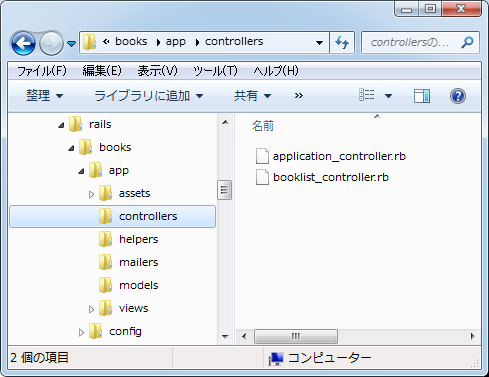 « books ▸ app ▸ controllers
controllersの...
ファイル(F) 編集(E) 表示(V) ツール(T) ヘルプ(H)
整理 ライブラリに追加 共有 »
rails
books
app
assets
controllers
helpers
mailers
models
views
config
名前
application_controller.rb
booklist_controller.rb
2 個の項目
コンピューター